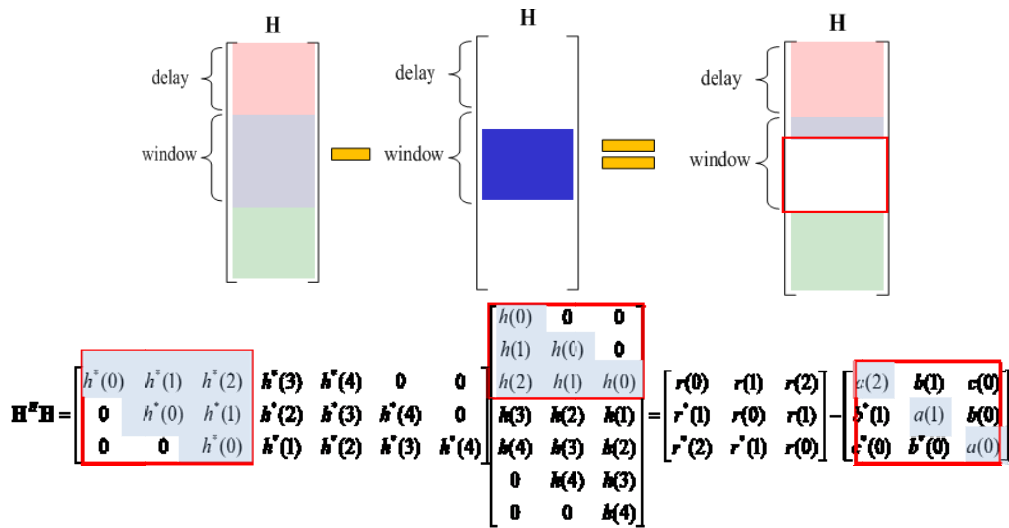 H H H
delay delay delay
window window window
h(0) 0 0
h(1) h(0) 0
h*(0) h*(1) h*(2) h*(3) h*(4) 0 0 h(2) h(1) h(0) r(0) r(1) r(2) a(2) b(1) c(0)
H^H H = 0 h*(0) h*(1) h*(2) h*(3) h*(4) 0 h(3) h(2) h(1) = r*(1) r(0) r(1) − b*(1) a(1) b(0)
0 0 h*(0) h*(1) h*(2) h*(3) h*(4) h(4) h(3) h(2) r*(2) r*(1) r(0) c*(0) b*(0) a(0)
0 h(4) h(3)
0 0 h(4)